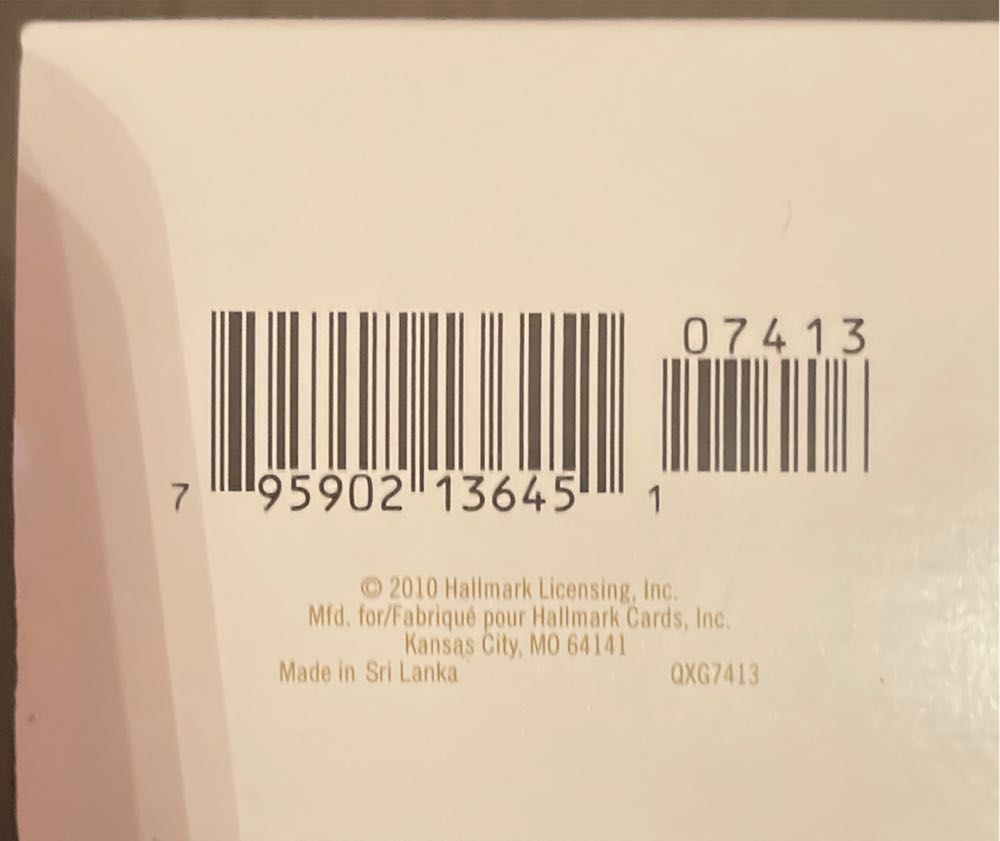 07413
7 95902 13645 1
© 2010 Hallmark Licensing, Inc.
Mfd. for/Fabriqué pour Hallmark Cards, Inc.
Kansas City, MO 64141
Made in Sri Lanka QXG7413